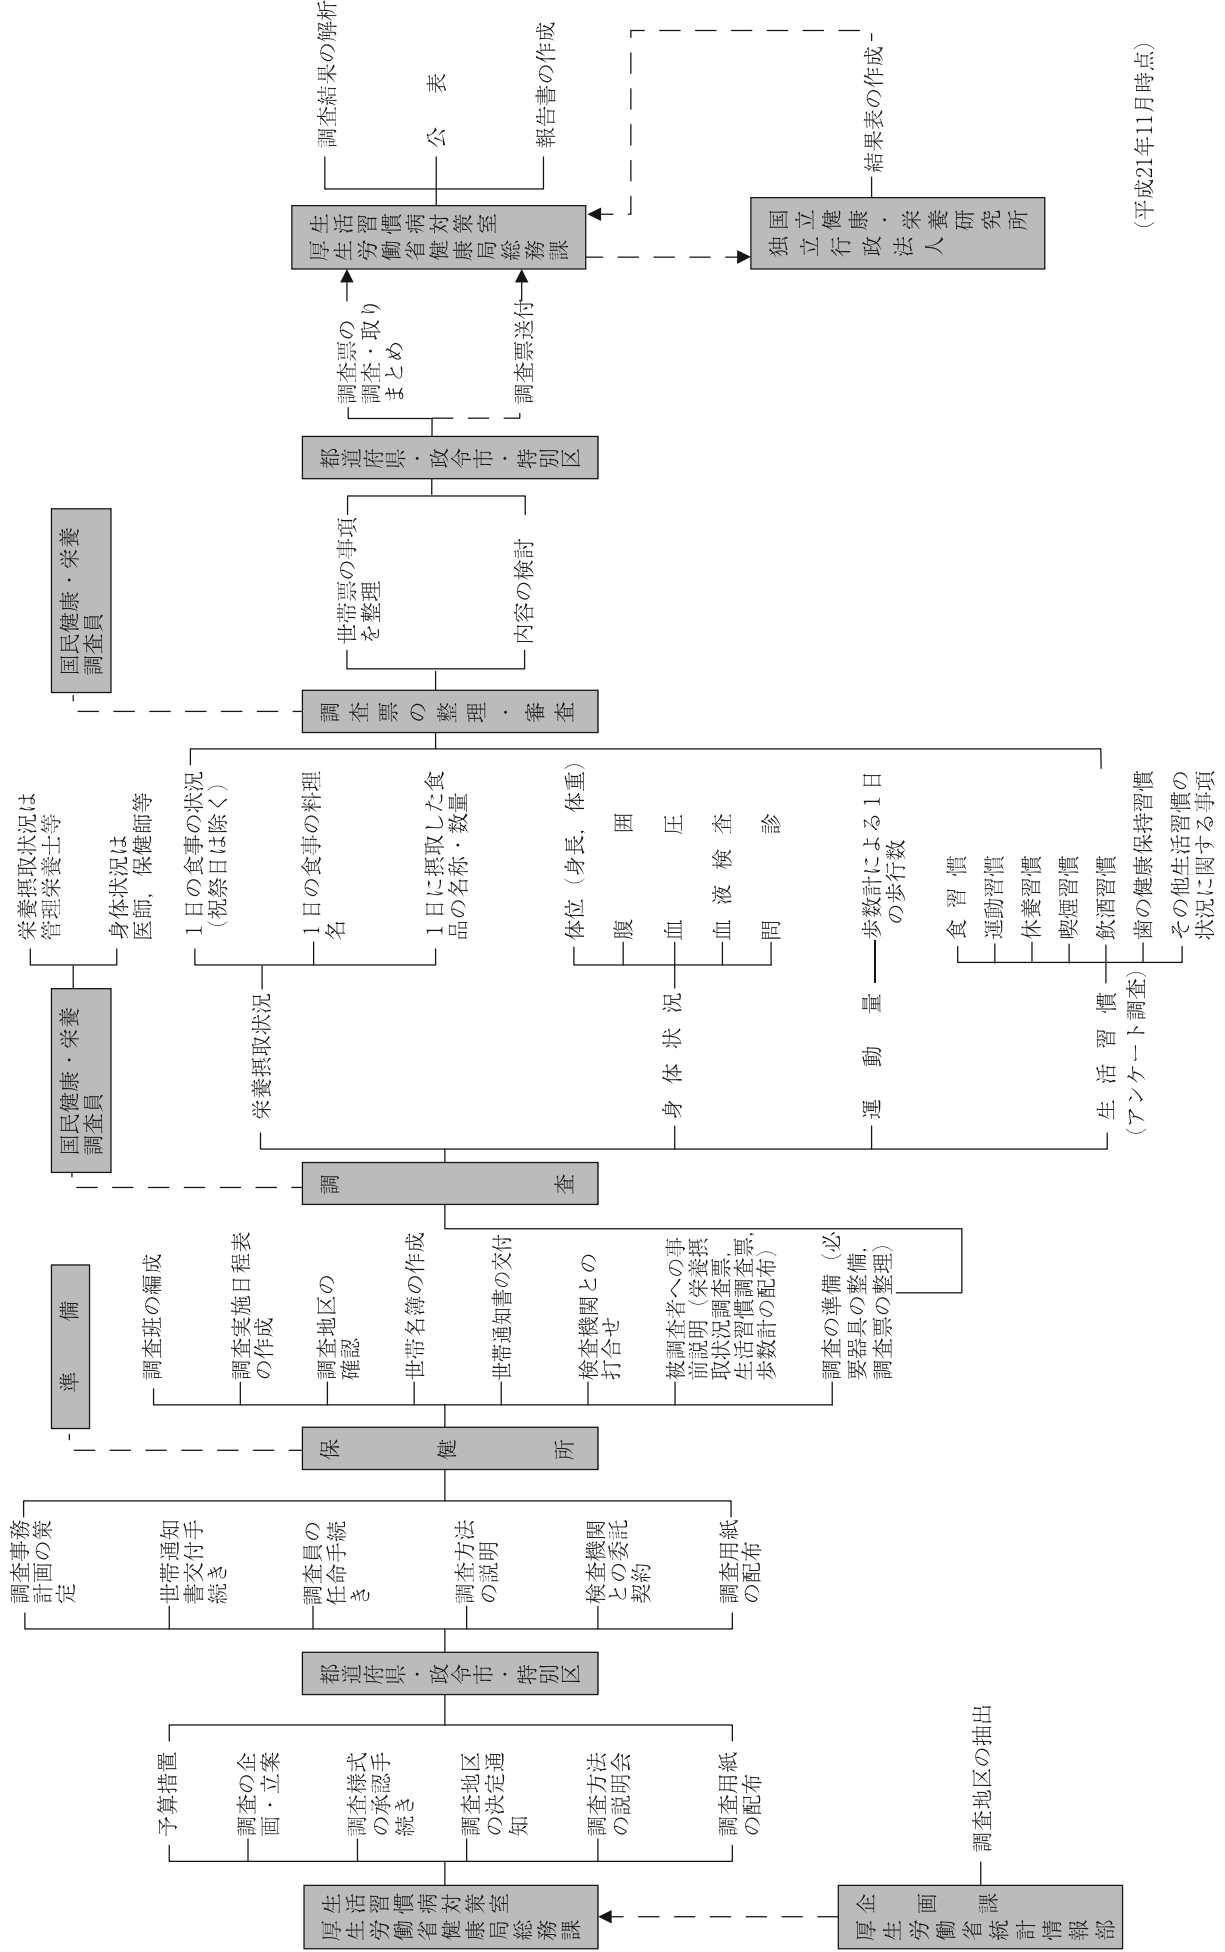 厚生労働省健康局総務課
生活習慣病対策室
予算措置
調査の企
画・立案
調査様式
の承認手
続き
調査地区
の決定通
知
調査方法
の説明会
調査用紙
の配布
厚生労働省統計情報部
企画課
調査地区の抽出
都道府県・政令市・特別区
調査事務
計画の策
定
世帯通知
書交付手
続き
調査員の
任命手続
き
調査方法
の説明
検査機関
との委託
契約
調査用紙
の配布
準備
保健所
調査班の編成
調査実施日程表
の作成
調査地区の
確認
世帯名簿の作成
世帯通知書の交付
検査機関との
打合せ
被調査者への事
前説明（栄養摂
取状況調査票，
生活習慣調査票，
歩数計の配布）
調査の準備（必
要器具の整備，
調査票の整理）
国民健康・栄養
調査員
栄養摂取状況は
管理栄養士等
身体状況は
医師，保健師等
調査
栄養摂取状況
１日の食事の状況
（祝祭日は除く）
１日の食事の料理
名
１日に摂取した食
品の名称・数量
身体状況
体位（身長，体重）
腹囲
血圧
血液検査
問診
運動量
歩数計による１日
の歩行数
生活習慣
（アンケート調査）
食習慣
運動習慣
休養習慣
喫煙習慣
飲酒習慣
歯の健康保持習慣
その他生活習慣の
状況に関する事項
国民健康・栄養
調査員
調査票の整理・審査
世帯票の事項
を整理
内容の検討
都道府県・政令市・特別区
調査票の
調査・取り
まとめ
調査票送付
厚生労働省健康局総務課
生活習慣病対策室
調査結果の解析
公表
報告書の作成
独立行政法人
国立健康・栄養研究所
結果表の作成
（平成21年11月時点）